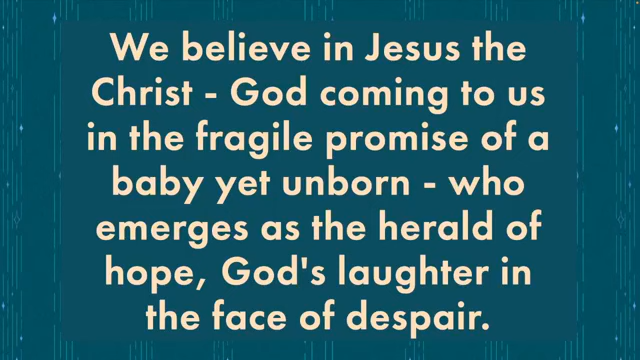 We believe in Jesus the
Christ - God coming to us
in the fragile promise of a
baby yet unborn - who
emerges as the herald of
hope, God's laughter in
the face of despair.